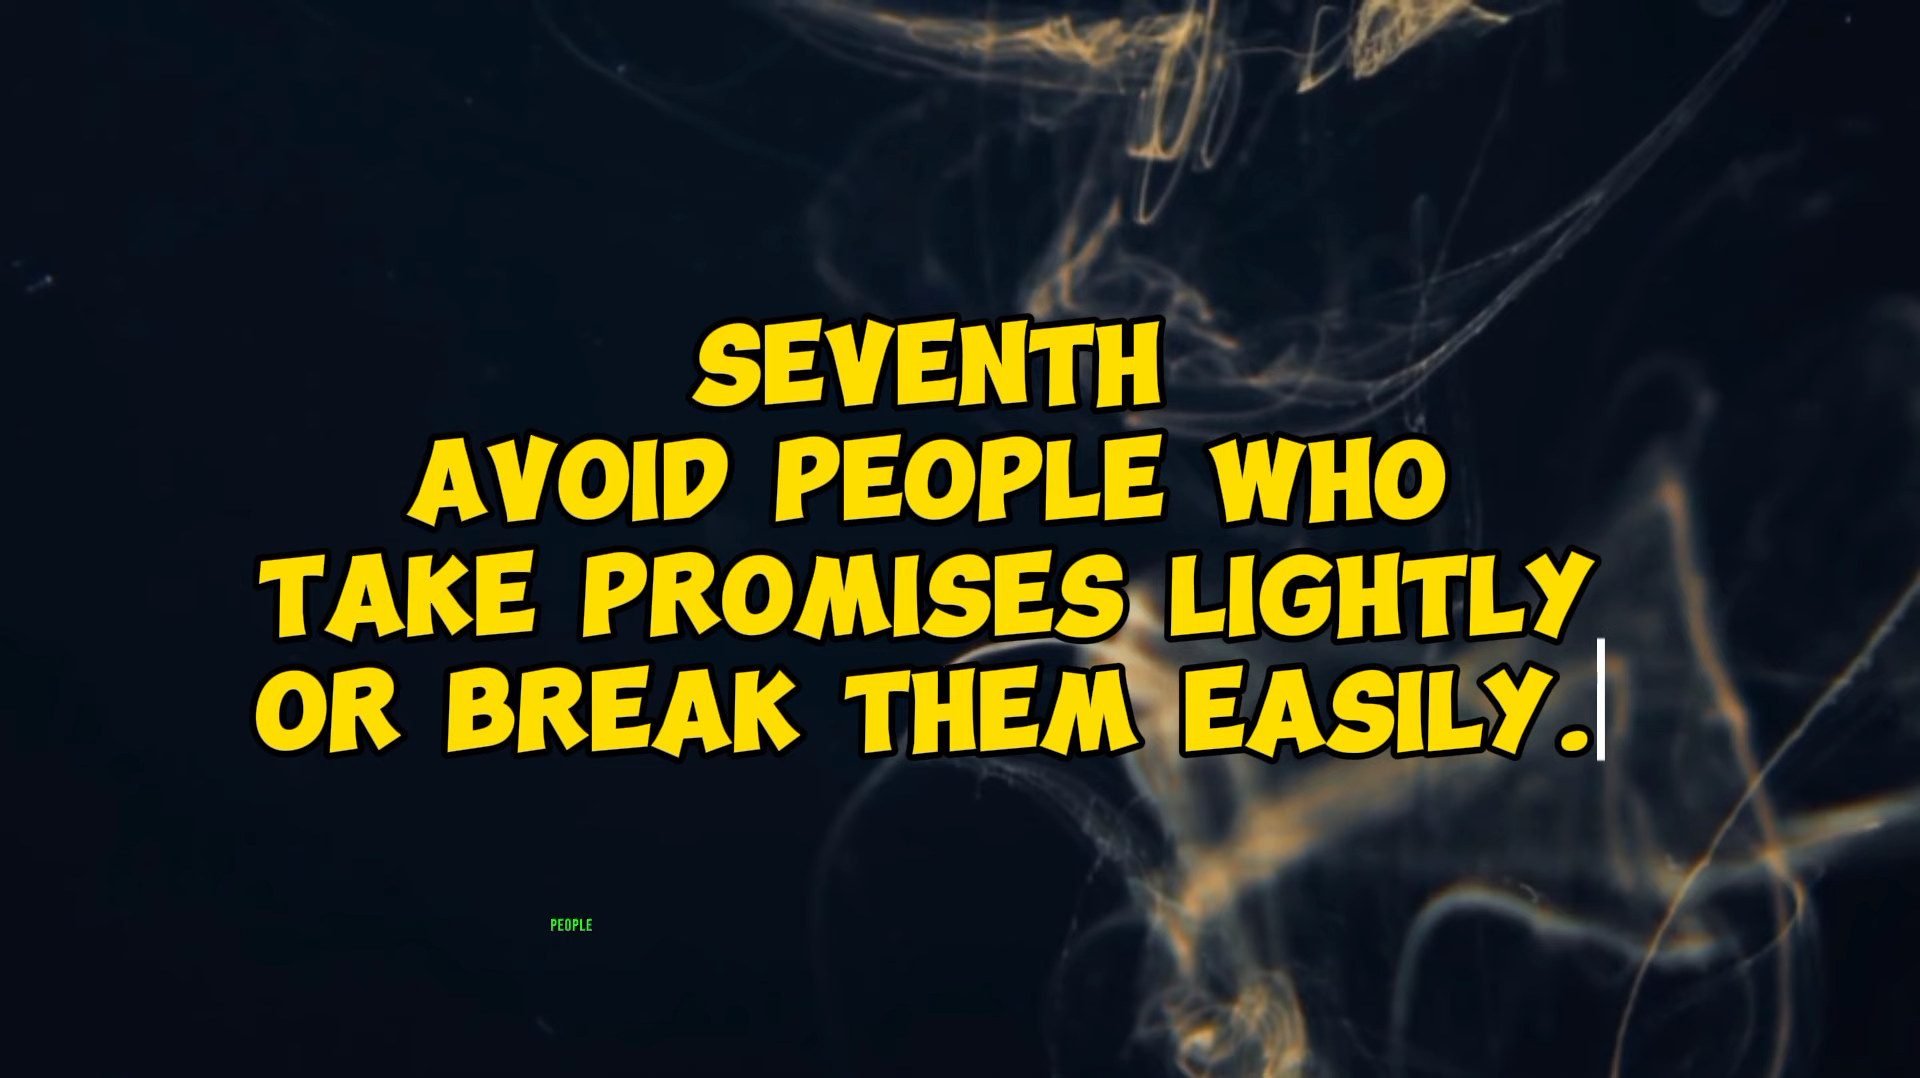 SEVENTH
AVOID PEOPLE WHO
TAKE PROMISES LIGHTLY
OR BREAK THEM EASILY.
PEOPLE